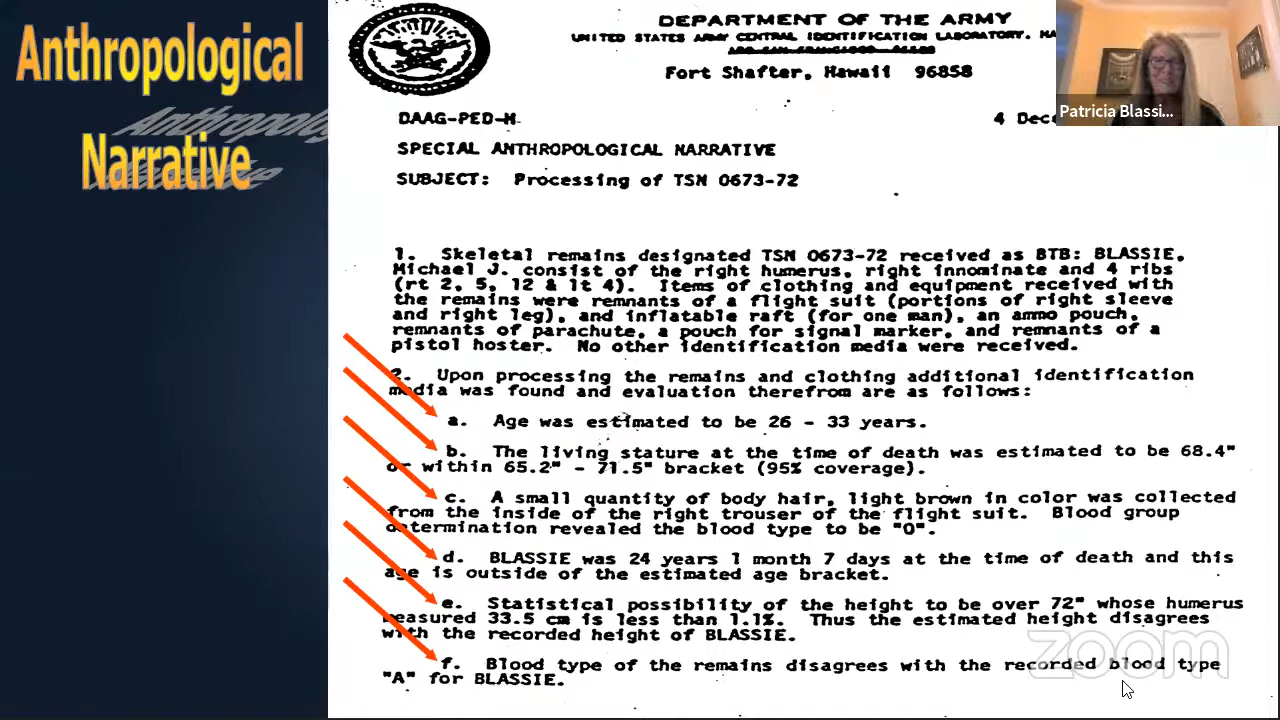 Anthropological
Narrative
DEPARTMENT OF THE ARMY
UNITED STATES ARMY CENTRAL IDENTIFICATION LABORATORY, HA
APO SAN FRANCISCO
Fort Shafter, Hawaii 96858
Patricia Blassi...
DAAG-PED-H
4 Dec
SPECIAL ANTHROPOLOGICAL NARRATIVE
SUBJECT: Processing of TSN 0673-72
1. Skeletal remains designated TSN 0673-72 received as BTB: BLASSIE,
Michael J. consist of the right humerus, right innominate and 4 ribs
(rt 2, 5, 12 & lt 4). Items of clothing and equipment received with
the remains were remnants of a flight suit (portions of right sleeve
and right leg), and inflatable raft (for one man), an ammo pouch,
remnants of parachute, a pouch for signal marker, and remnants of a
pistol hoster. No other identification media were received.
2. Upon processing the remains and clothing additional identification
media was found and evaluation therefrom are as follows:
a. Age was estimated to be 26 - 33 years.
b. The living stature at the time of death was estimated to be 68.4"
or within 65.2" - 71.5" bracket (95% coverage).
c. A small quantity of body hair, light brown in color was collected
from the inside of the right trouser of the flight suit. Blood group
determination revealed the blood type to be "O".
d. BLASSIE was 24 years 1 month 7 days at the time of death and this
age is outside of the estimated age bracket.
e. Statistical possibility of the height to be over 72" whose humerus
measured 33.5 cm is less than 1.1%. Thus the estimated height disagrees
with the recorded height of BLASSIE.
f. Blood type of the remains disagrees with the recorded blood type
"A" for BLASSIE.
zoom